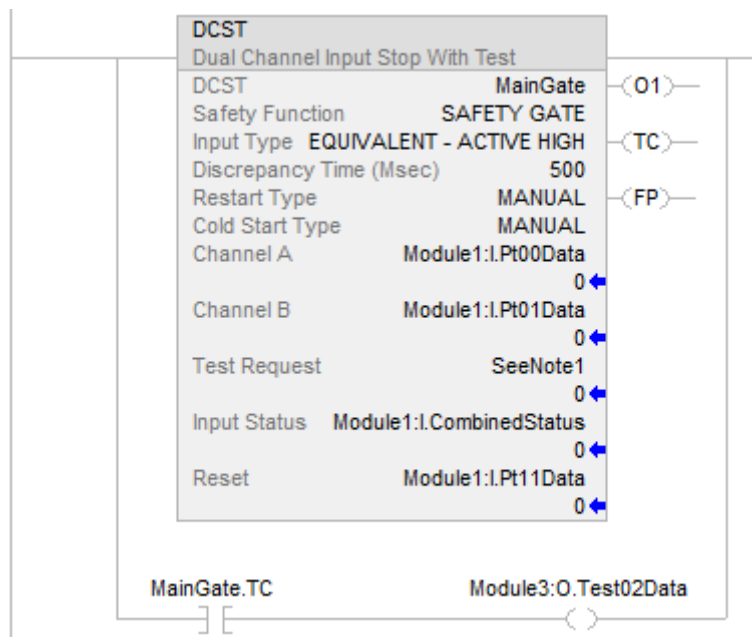 DCST
Dual Channel Input Stop With Test
DCST MainGate (O1)
Safety Function SAFETY GATE
Input Type EQUIVALENT - ACTIVE HIGH (TC)
Discrepancy Time (Msec) 500
Restart Type MANUAL (FP)
Cold Start Type MANUAL
Channel A Module1:I.Pt00Data
0
Channel B Module1:I.Pt01Data
0
Test Request SeeNote1
0
Input Status Module1:I.CombinedStatus
0
Reset Module1:I.Pt11Data
0
MainGate.TC Module3:O.Test02Data